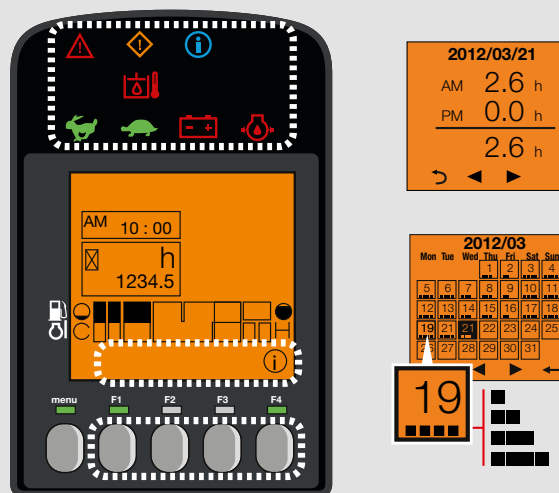 AM 10 : 00
h
1234.5
C H
menu F1 F2 F3 F4
2012/03/21
AM 2.6 h
PM 0.0 h
2.6 h
2012/03
Mon Tue Wed Thu Fri Sat Sun
1 2 3 4
5 6 7 8 9 10 11
12 13 14 15 16 17 18
19 21 21 22 23 24 25
26 27 28 29 30 31
19